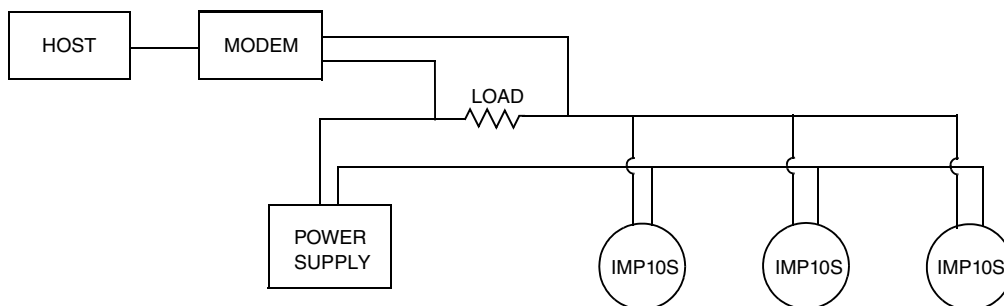 HOST
MODEM
LOAD
POWER
SUPPLY
IMP10S
IMP10S
IMP10S